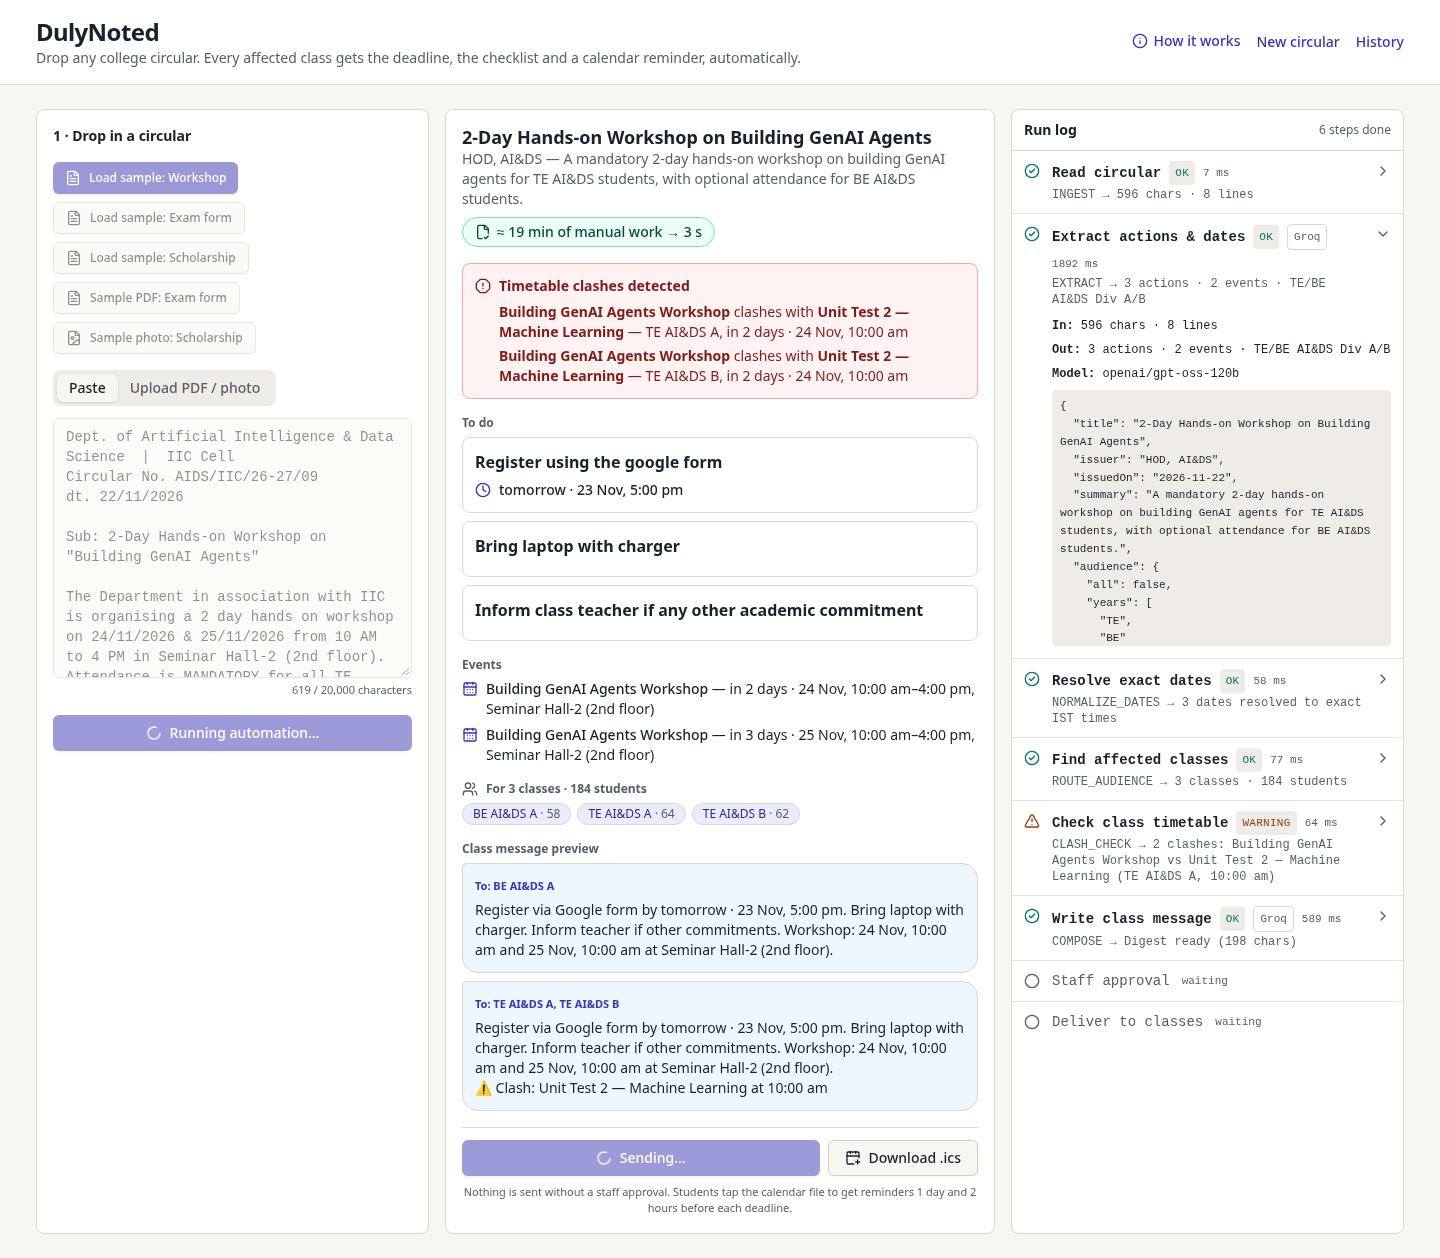 DulyNoted
Drop any college circular. Every affected class gets the deadline, the checklist and a calendar reminder, automatically.
How it works
New circular
History
1 · Drop in a circular
Load sample: Workshop
Load sample: Exam form
Load sample: Scholarship
Sample PDF: Exam form
Sample photo: Scholarship
Paste
Upload PDF / photo
Dept. of Artificial Intelligence & Data
Science  |  IIC Cell
Circular No. AIDS/IIC/26-27/09
dt. 22/11/2026
Sub: 2-Day Hands-on Workshop on
"Building GenAI Agents"
The Department in association with IIC
is organising a 2 day hands on workshop
on 24/11/2026 & 25/11/2026 from 10 AM
to 4 PM in Seminar Hall-2 (2nd floor).
Attendance is MANDATORY for all TE
619 / 20,000 characters
Running automation...
2-Day Hands-on Workshop on Building GenAI Agents
HOD, AI&DS — A mandatory 2-day hands-on workshop on building GenAI
agents for TE AI&DS students, with optional attendance for BE AI&DS
students.
≈ 19 min of manual work → 3 s
Timetable clashes detected
Building GenAI Agents Workshop clashes with Unit Test 2 —
Machine Learning — TE AI&DS A, in 2 days · 24 Nov, 10:00 am
Building GenAI Agents Workshop clashes with Unit Test 2 —
Machine Learning — TE AI&DS B, in 2 days · 24 Nov, 10:00 am
To do
Register using the google form
tomorrow · 23 Nov, 5:00 pm
Bring laptop with charger
Inform class teacher if any other academic commitment
Events
Building GenAI Agents Workshop — in 2 days · 24 Nov, 10:00 am–4:00 pm,
Seminar Hall-2 (2nd floor)
Building GenAI Agents Workshop — in 3 days · 25 Nov, 10:00 am–4:00 pm,
Seminar Hall-2 (2nd floor)
For 3 classes · 184 students
BE AI&DS A · 58
TE AI&DS A · 64
TE AI&DS B · 62
Class message preview
To: BE AI&DS A
Register via Google form by tomorrow · 23 Nov, 5:00 pm. Bring laptop with
charger. Inform teacher if other commitments. Workshop: 24 Nov, 10:00
am and 25 Nov, 10:00 am at Seminar Hall-2 (2nd floor).
To: TE AI&DS A, TE AI&DS B
Register via Google form by tomorrow · 23 Nov, 5:00 pm. Bring laptop with
charger. Inform teacher if other commitments. Workshop: 24 Nov, 10:00
am and 25 Nov, 10:00 am at Seminar Hall-2 (2nd floor).
⚠️ Clash: Unit Test 2 — Machine Learning at 10:00 am
Sending...
Download .ics
Nothing is sent without a staff approval. Students tap the calendar file to get reminders 1 day and 2
hours before each deadline.
Run log
6 steps done
Read circular OK 7 ms
INGEST → 596 chars · 8 lines
Extract actions & dates OK Groq
1892 ms
EXTRACT → 3 actions · 2 events · TE/BE
AI&DS Div A/B
In: 596 chars · 8 lines
Out: 3 actions · 2 events · TE/BE AI&DS Div A/B
Model: openai/gpt-oss-120b
{
"title": "2-Day Hands-on Workshop on Building
GenAI Agents",
"issuer": "HOD, AI&DS",
"issuedOn": "2026-11-22",
"summary": "A mandatory 2-day hands-on
workshop on building GenAI agents for TE AI&DS
students, with optional attendance for BE AI&DS
students.",
"audience": {
"all": false,
"years": [
"TE",
"BE"
Resolve exact dates OK 58 ms
NORMALIZE_DATES → 3 dates resolved to exact
IST times
Find affected classes OK 77 ms
ROUTE_AUDIENCE → 3 classes · 184 students
Check class timetable WARNING 64 ms
CLASH_CHECK → 2 clashes: Building GenAI
Agents Workshop vs Unit Test 2 — Machine
Learning (TE AI&DS A, 10:00 am)
Write class message OK Groq 589 ms
COMPOSE → Digest ready (198 chars)
Staff approval waiting
Deliver to classes waiting